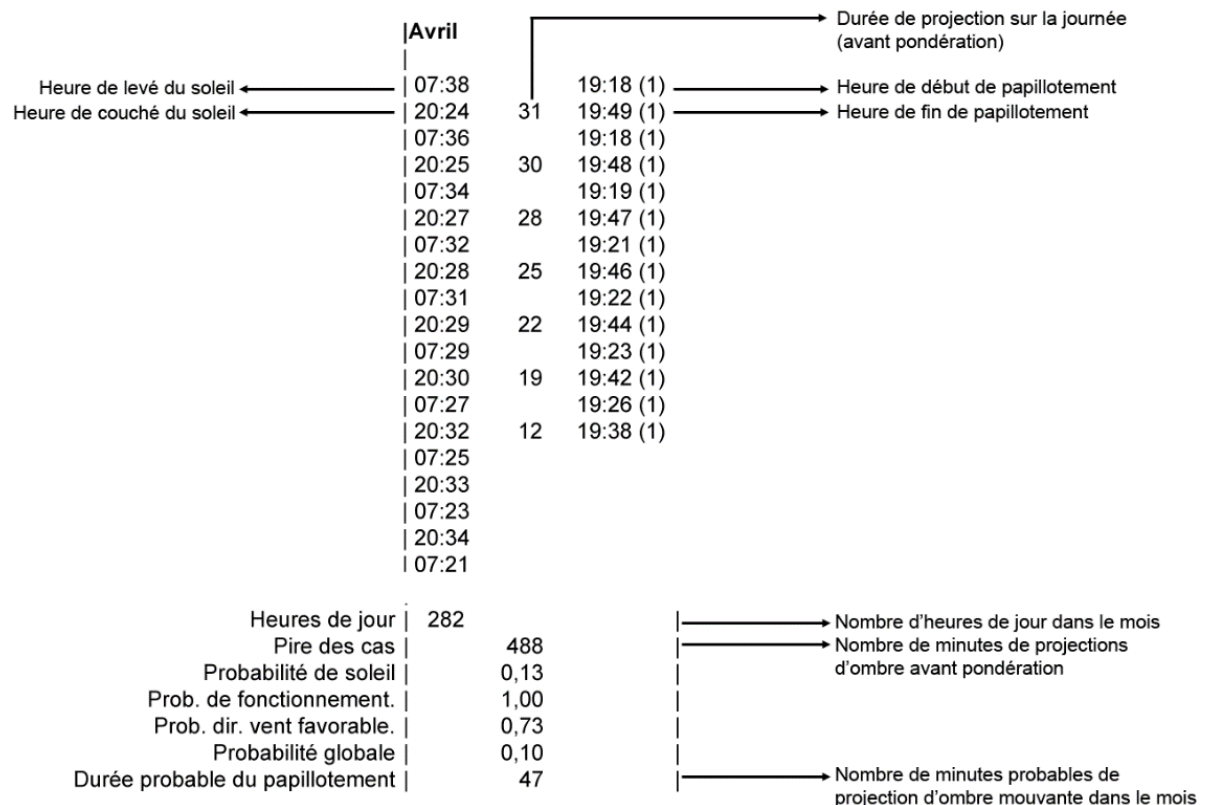 |Avril
Durée de projection sur la journée
(avant pondération)
|
Heure de levé du soleil | 07:38 19:18 (1) Heure de début de papillotement
Heure de couché du soleil | 20:24 31 19:49 (1) Heure de fin de papillotement
| 07:36 19:18 (1)
| 20:25 30 19:48 (1)
| 07:34 19:19 (1)
| 20:27 28 19:47 (1)
| 07:32 19:21 (1)
| 20:28 25 19:46 (1)
| 07:31 19:22 (1)
| 20:29 22 19:44 (1)
| 07:29 19:23 (1)
| 20:30 19 19:42 (1)
| 07:27 19:26 (1)
| 20:32 12 19:38 (1)
| 07:25
| 20:33
| 07:23
| 20:34
| 07:21
Heures de jour | 282 | Nombre d'heures de jour dans le mois
Pire des cas | 488 | Nombre de minutes de projections
d'ombre avant pondération
Probabilité de soleil | 0,13 |
Prob. de fonctionnement. | 1,00 |
Prob. dir. vent favorable. | 0,73 |
Probabilité globale | 0,10 |
Durée probable du papillotement | 47 | Nombre de minutes probables de
projection d'ombre mouvante dans le mois